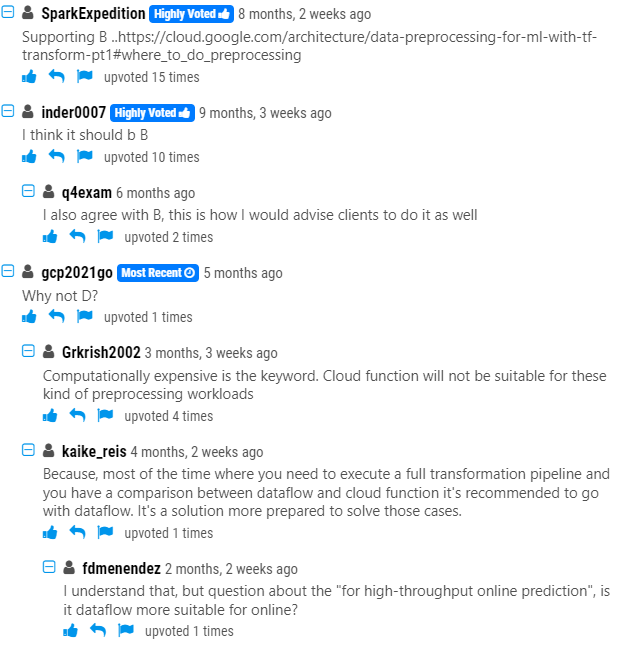 SparkExpedition Highly Voted 8 months, 2 weeks ago
Supporting B ..https://cloud.google.com/architecture/data-preprocessing-for-ml-with-tf-
transform-pt1#where_to_do_preprocessing
upvoted 15 times
inder0007 Highly Voted 9 months, 3 weeks ago
I think it should b B
upvoted 10 times
q4exam 6 months ago
I also agree with B, this is how I would advise clients to do it as well
upvoted 2 times
gcp2021go Most Recent 5 months ago
Why not D?
upvoted 1 times
Grkrish2002 3 months, 3 weeks ago
Computationally expensive is the keyword. Cloud function will not be suitable for these
kind of preprocessing workloads
upvoted 4 times
kaike_reis 4 months, 2 weeks ago
Because, most of the time where you need to execute a full transformation pipeline and
you have a comparison between dataflow and cloud function it's recommended to go
with dataflow. It's a solution more prepared to solve those cases.
upvoted 1 times
fdmenendez 2 months, 2 weeks ago
I understand that, but question about the "for high-throughput online prediction", is
it dataflow more suitable for online?
upvoted 1 times